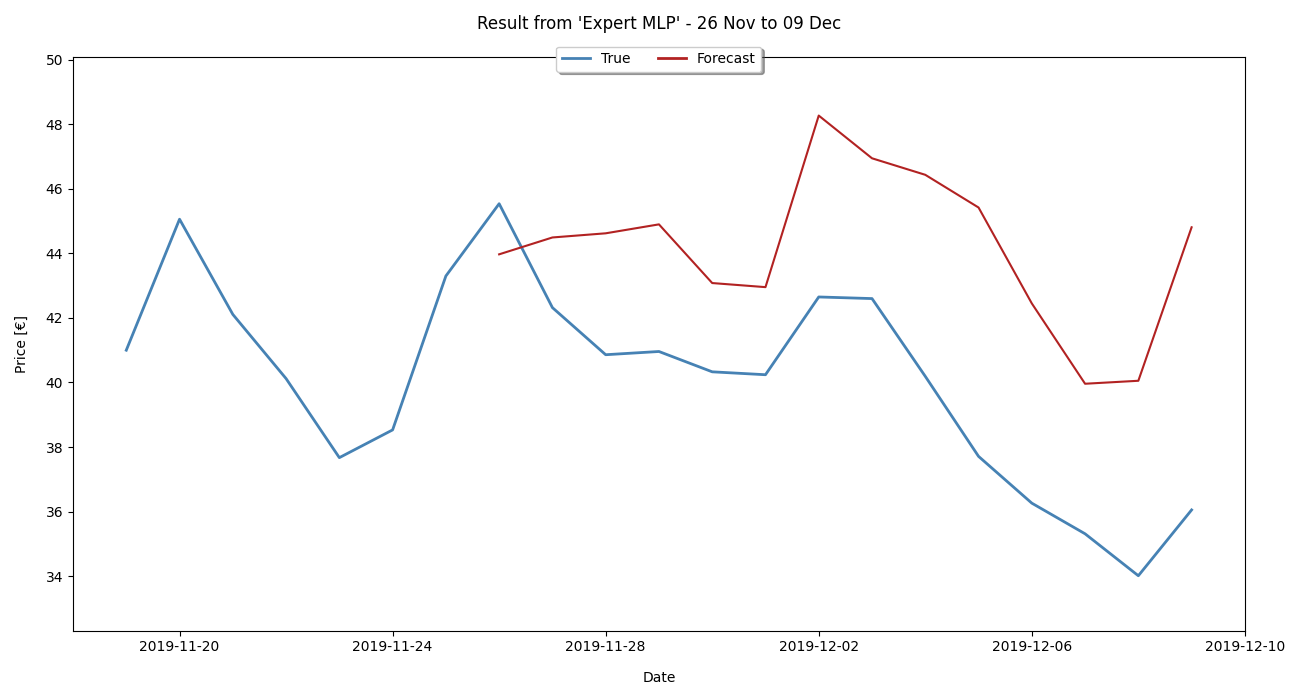 Result from 'Expert MLP' - 26 Nov to 09 Dec
True Forecast
50
48
46
44
42
40
38
36
34
Price [€]
2019-11-20 2019-11-24 2019-11-28 2019-12-02 2019-12-06 2019-12-10
Date